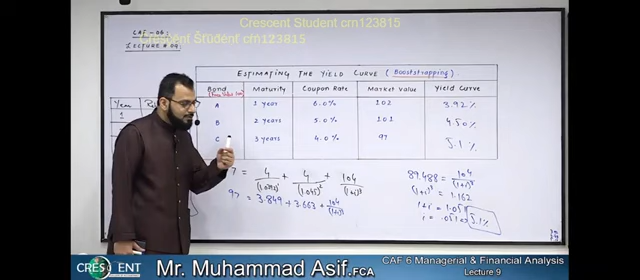 Crescent Student crn123815
Crescent Student crn123815
CAF-06
LECTURE # 09
ESTIMATING THE YIELD CURVE (Bootstrapping)
Bond Maturity Coupon Rate Market Value Yield Curve
A 1 year 6.0% 102 3.92%
B 2 years 5.0% 101 4.50%
C 3 years 4.0% 97 5.1%
Year
7 = 4/(1.0392) + 4/(1.045)² + 104/(1+i)³
97 = 3.849 + 3.663 + 104/(1+i)³
89.488 = 104/(1+i)³
(1+i)³ = 1.162
1+i = 1.051
i = .051 5.1%
CRESCENT
Mr. Muhammad Asif, FCA
CAF 6 Managerial & Financial Analysis
Lecture 9